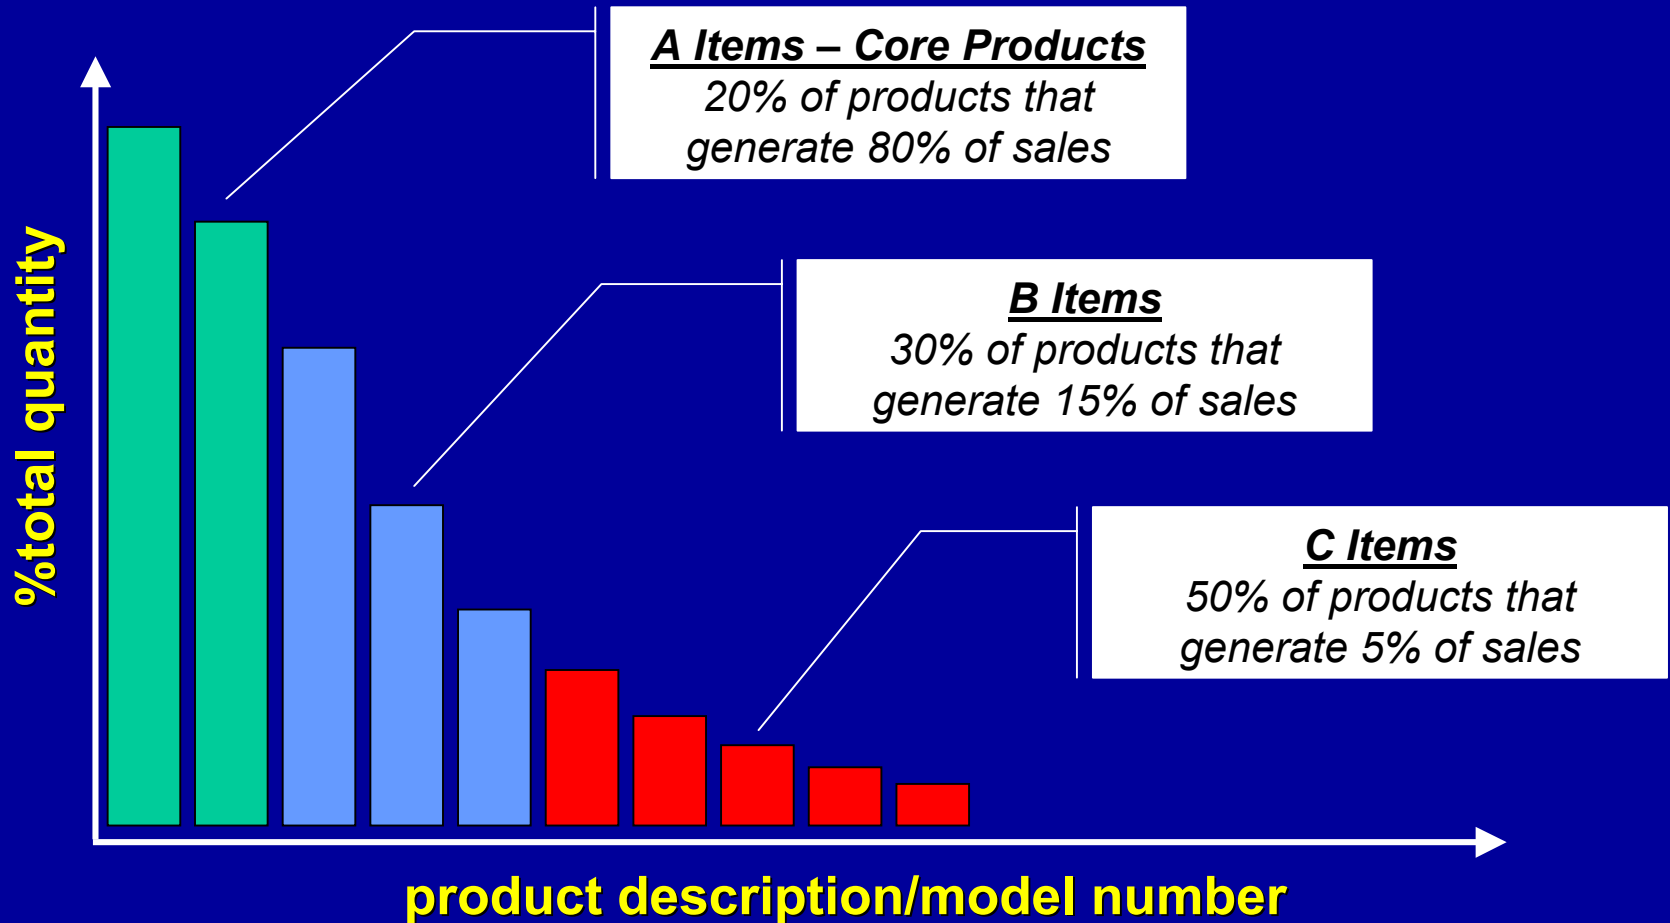 A Items – Core Products
20% of products that
generate 80% of sales
B Items
30% of products that
generate 15% of sales
C Items
50% of products that
generate 5% of sales
%total quantity
product description/model number